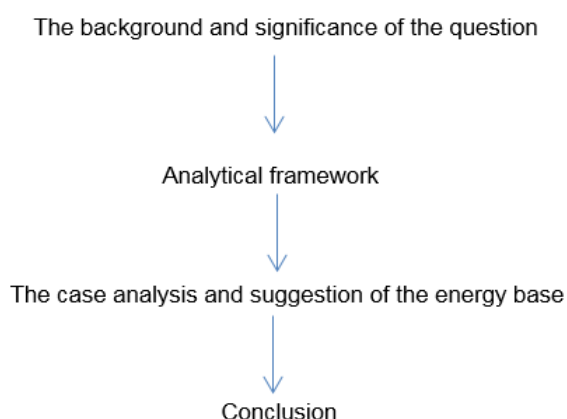 The background and significance of the question
Analytical framework
The case analysis and suggestion of the energy base
Conclusion